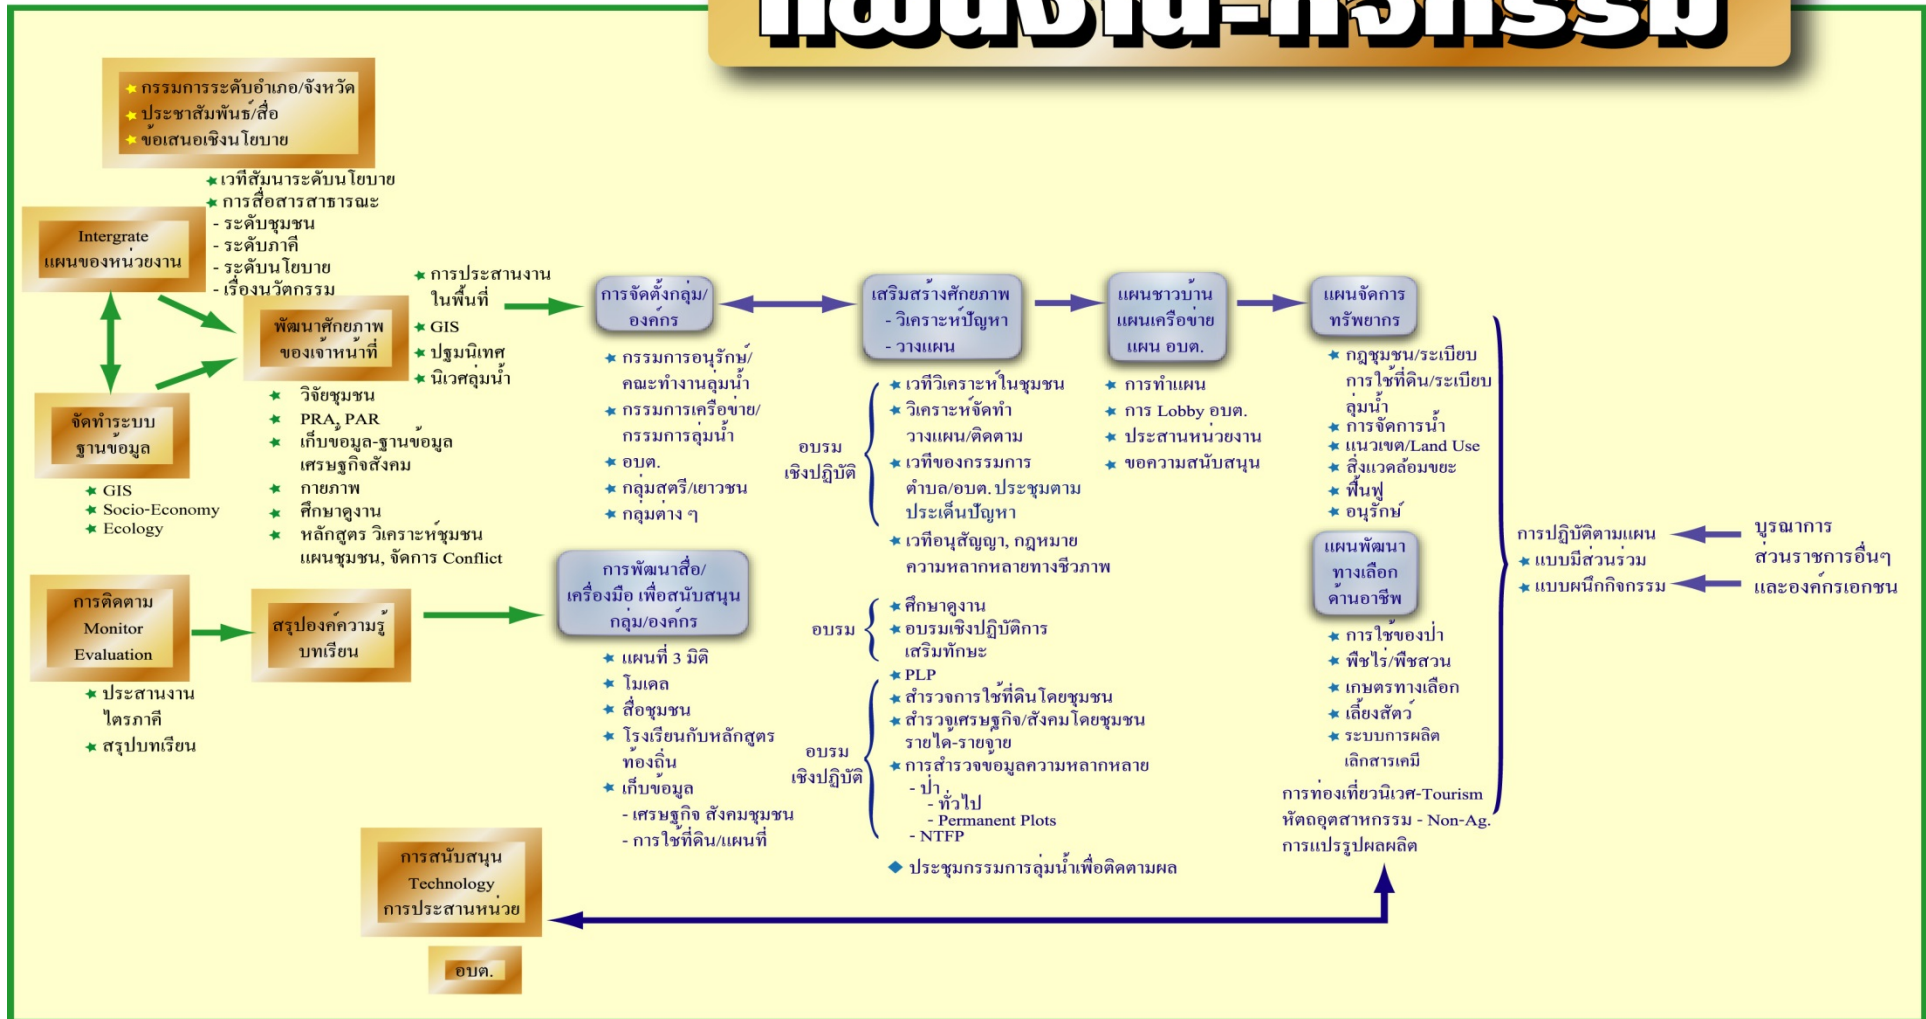 แผนงาน-กิจกรรม
กรรมการระดับอำเภอ/จังหวัด
ประชาสัมพันธ์/สื่อ
ข้อเสนอเชิงนโยบาย
เวทีสัมนาระดับนโยบาย
การสื่อสารสาธารณะ
- ระดับชุมชน
- ระดับภาคี
- ระดับนโยบาย
- เรื่องนวัตกรรม
Intergrate
แผนของหน่วยงาน
พัฒนาศักยภาพ
ของเจ้าหน้าที่
การประสานงาน
ในพื้นที่
GIS
ปฐมนิเทศ
นิเวศลุ่มน้ำ
จัดทำระบบ
ฐานข้อมูล
GIS
Socio-Economy
Ecology
วิจัยชุมชน
PRA, PAR
เก็บข้อมูล-ฐานข้อมูล
เศรษฐกิจสังคม
กายภาพ
ศึกษาดูงาน
หลักสูตร วิเคราะห์ชุมชน
แผนชุมชน, จัดการ Conflict
การติดตาม
Monitor
Evaluation
ประสานงาน
ไตรภาคี
สรุปบทเรียน
สรุปองค์ความรู้
บทเรียน
การจัดตั้งกลุ่ม/
องค์กร
กรรมการอนุรักษ์/
คณะทำงานลุ่มน้ำ
กรรมการเครือข่าย/
กรรมการลุ่มน้ำ
อบต.
กลุ่มสตรี/เยาวชน
กลุ่มต่าง ๆ
การพัฒนาสื่อ/
เครื่องมือ เพื่อสนับสนุน
กลุ่ม/องค์กร
แผนที่ 3 มิติ
โมเดล
สื่อชุมชน
โรงเรียนกับหลักสูตร
ท้องถิ่น
เก็บข้อมูล
- เศรษฐกิจ สังคมชุมชน
- การใช้ที่ดิน/แผนที่
เสริมสร้างศักยภาพ
- วิเคราะห์ปัญหา
- วางแผน
อบรม
เชิงปฏิบัติ
เวทีวิเคราะห์ในชุมชน
วิเคราะห์จัดทำ
วางแผน/ติดตาม
เวทีของกรรมการ
ตำบล/อบต. ประชุมตาม
ประเด็นปัญหา
เวทีอนุสัญญา, กฎหมาย
ความหลากหลายทางชีวภาพ
อบรม
ศึกษาดูงาน
อบรมเชิงปฏิบัติการ
เสริมทักษะ
อบรม
เชิงปฏิบัติ
PLP
สำรวจการใช้ที่ดินโดยชุมชน
สำรวจเศรษฐกิจ/สังคมโดยชุมชน
รายได้-รายจ่าย
การสำรวจข้อมูลความหลากหลาย
- ป่า
- ทั่วไป
- Permanent Plots
- NTFP
ประชุมกรรมการลุ่มน้ำเพื่อติดตามผล
แผนชาวบ้าน
แผนเครือข่าย
แผน อบต.
การทำแผน
การ Lobby อบต.
ประสานหน่วยงาน
ขอความสนับสนุน
แผนจัดการ
ทรัพยากร
กฎชุมชน/ระเบียบ
การใช้ที่ดิน/ระเบียบ
ลุ่มน้ำ
การจัดการน้ำ
แนวเขต/Land Use
สิ่งแวดล้อมขยะ
ฟื้นฟู
อนุรักษ์
แผนพัฒนา
ทางเลือก
ด้านอาชีพ
การใช้ของป่า
พืชไร่/พืชสวน
เกษตรทางเลือก
เลี้ยงสัตว์
ระบบการผลิต
เลิกสารเคมี
การท่องเที่ยวนิเวศ-Tourism
หัตถอุตสาหกรรม - Non-Ag.
การแปรรูปผลผลิต
การปฏิบัติตามแผน
แบบมีส่วนร่วม
แบบผนึกกิจกรรม
บูรณาการ
ส่วนราชการอื่นๆ
และองค์กรเอกชน
การสนับสนุน
Technology
การประสานหน่วย
อบต.